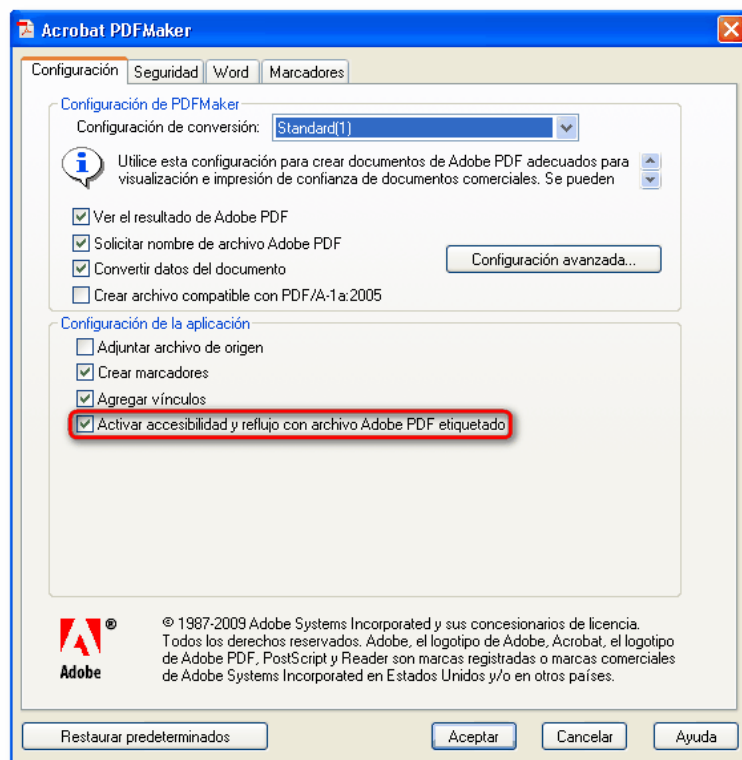 Acrobat PDFMaker
Configuración
Seguridad
Word
Marcadores
Configuración de PDFMaker
Configuración de conversión:
Standard(1)
Utilice esta configuración para crear documentos de Adobe PDF adecuados para
visualización e impresión de confianza de documentos comerciales. Se pueden
Ver el resultado de Adobe PDF
Solicitar nombre de archivo Adobe PDF
Convertir datos del documento
Configuración avanzada...
Crear archivo compatible con PDF/A-1a:2005
Configuración de la aplicación
Adjuntar archivo de origen
Crear marcadores
Agregar vínculos
Activar accesibilidad y reflujo con archivo Adobe PDF etiquetado
® © 1987-2009 Adobe Systems Incorporated y sus concesionarios de licencia.
Todos los derechos reservados. Adobe, el logotipo de Adobe, Acrobat, el logotipo
de Adobe PDF, PostScript y Reader son marcas registradas o marcas comerciales
de Adobe Systems Incorporated en Estados Unidos y/o en otros países.
Adobe
Restaurar predeterminados
Aceptar
Cancelar
Ayuda